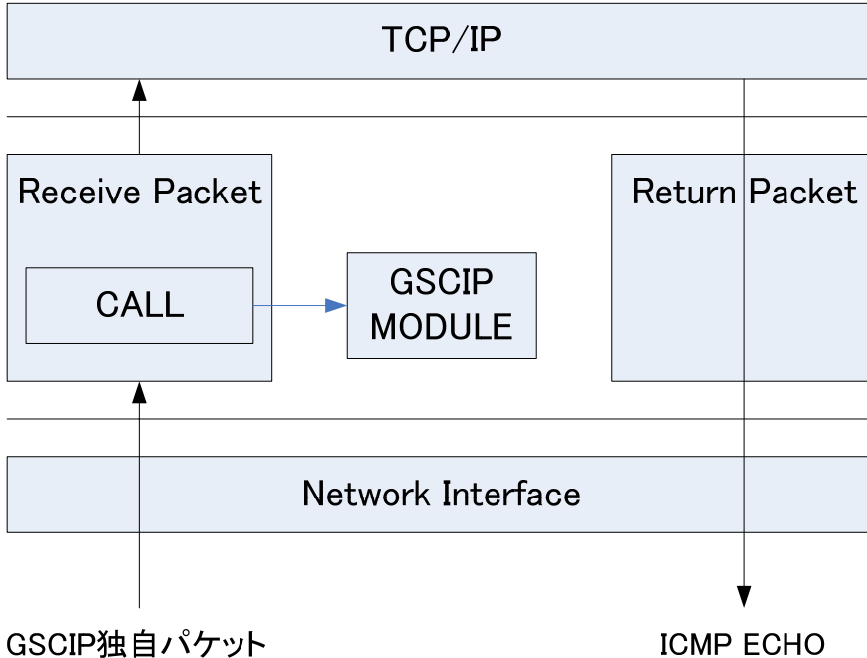 TCP/IP
Receive Packet
Return Packet
CALL
GSCIP
MODULE
Network Interface
GSCIP独自パケット
ICMP ECHO